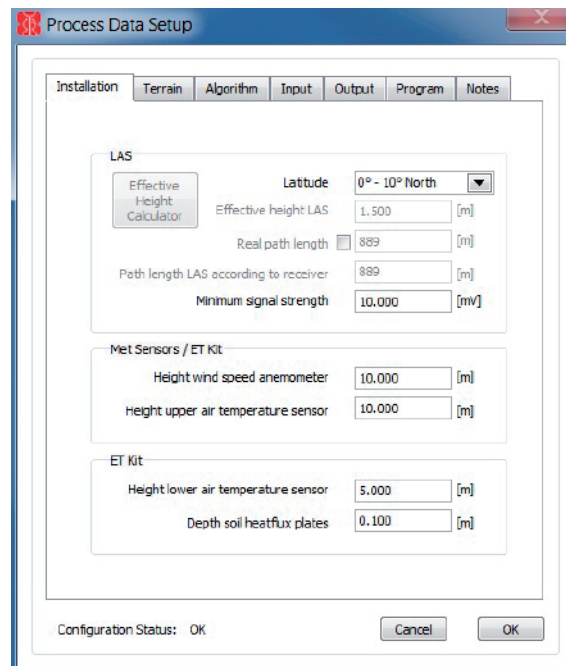 Process Data Setup
Installation Terrain Algorithm Input Output Program Notes
LAS
Effective Height Calculator
Latitude 0° - 10° North
Effective height LAS 1.500 [m]
Real path length 889 [m]
Path length LAS according to receiver 889 [m]
Minimum signal strength 10.000 [mV]
Met Sensors / ET Kit
Height wind speed anemometer 10.000 [m]
Height upper air temperature sensor 10.000 [m]
ET Kit
Height lower air temperature sensor 5.000 [m]
Depth soil heatflux plates 0.100 [m]
Configuration Status: OK Cancel OK